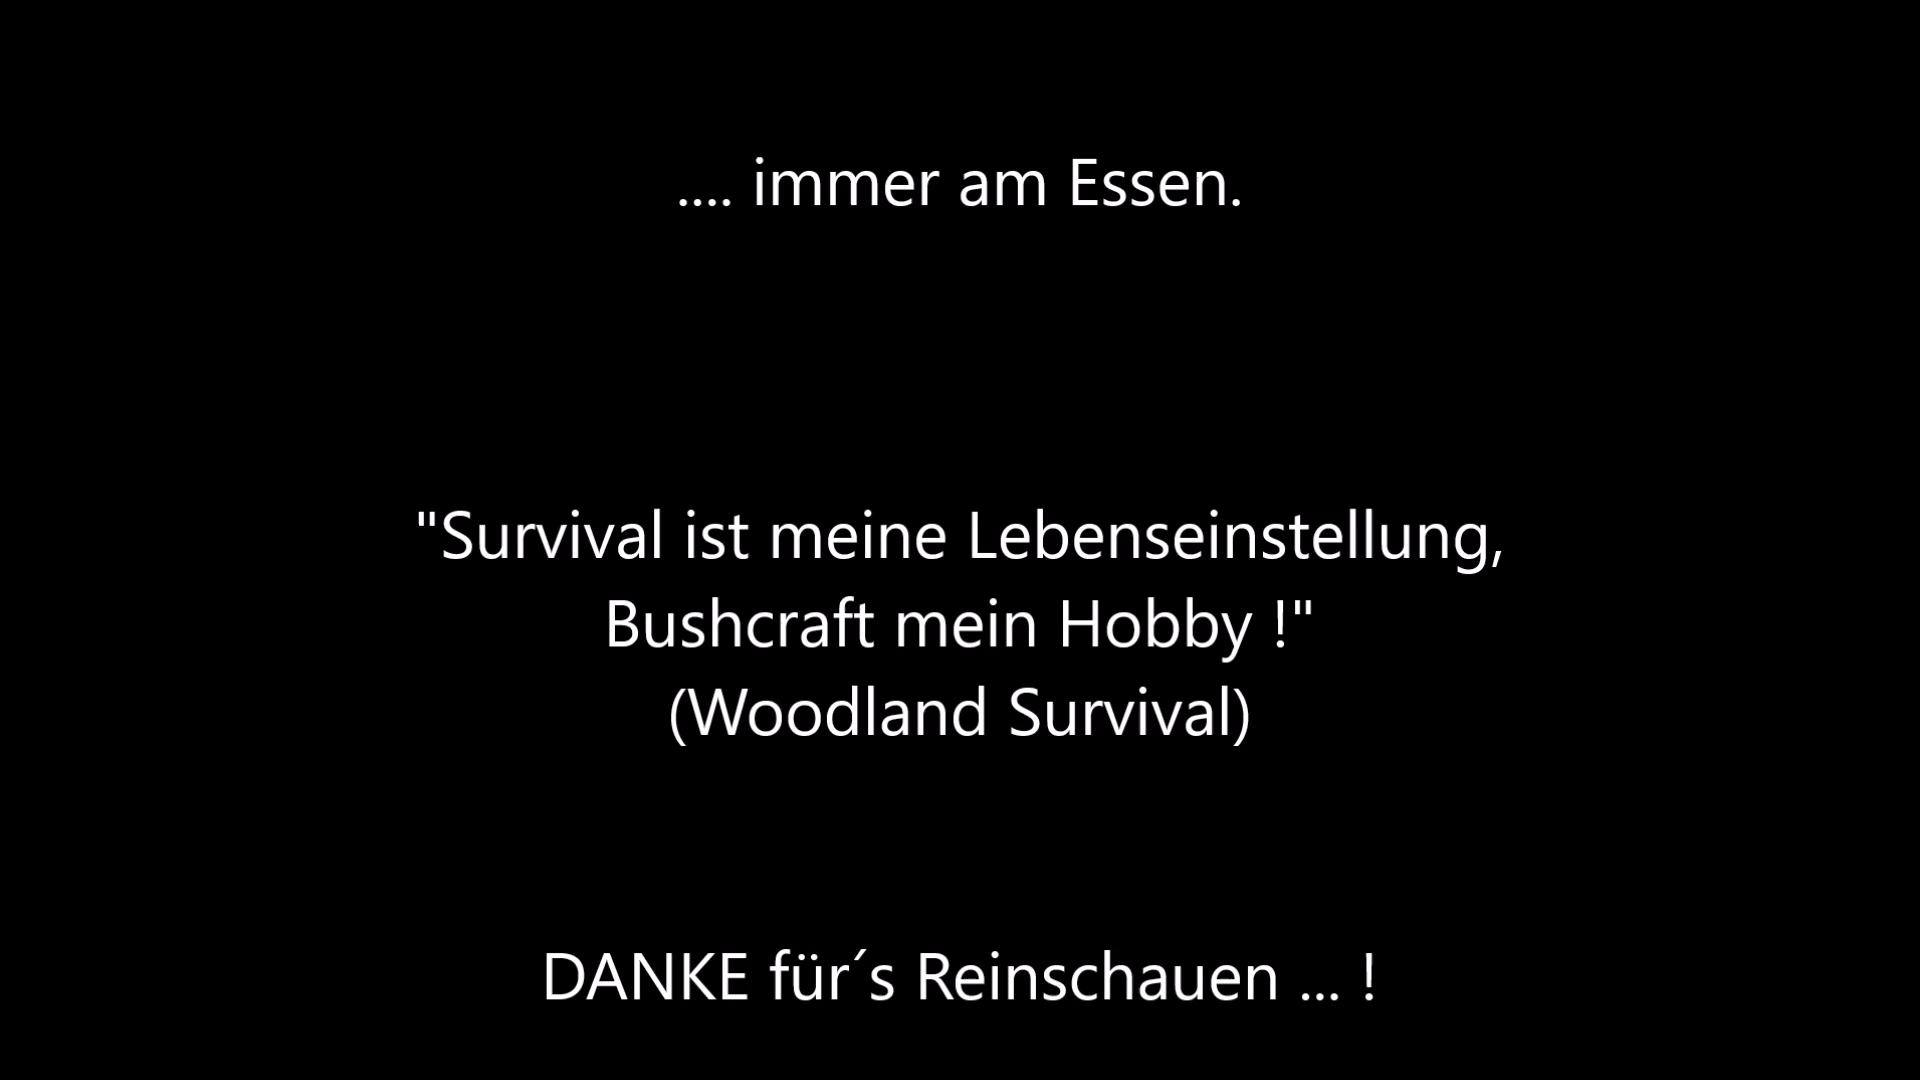 .... immer am Essen.
"Survival ist meine Lebenseinstellung,
Bushcraft mein Hobby !"
(Woodland Survival)
DANKE für´s Reinschauen ... !